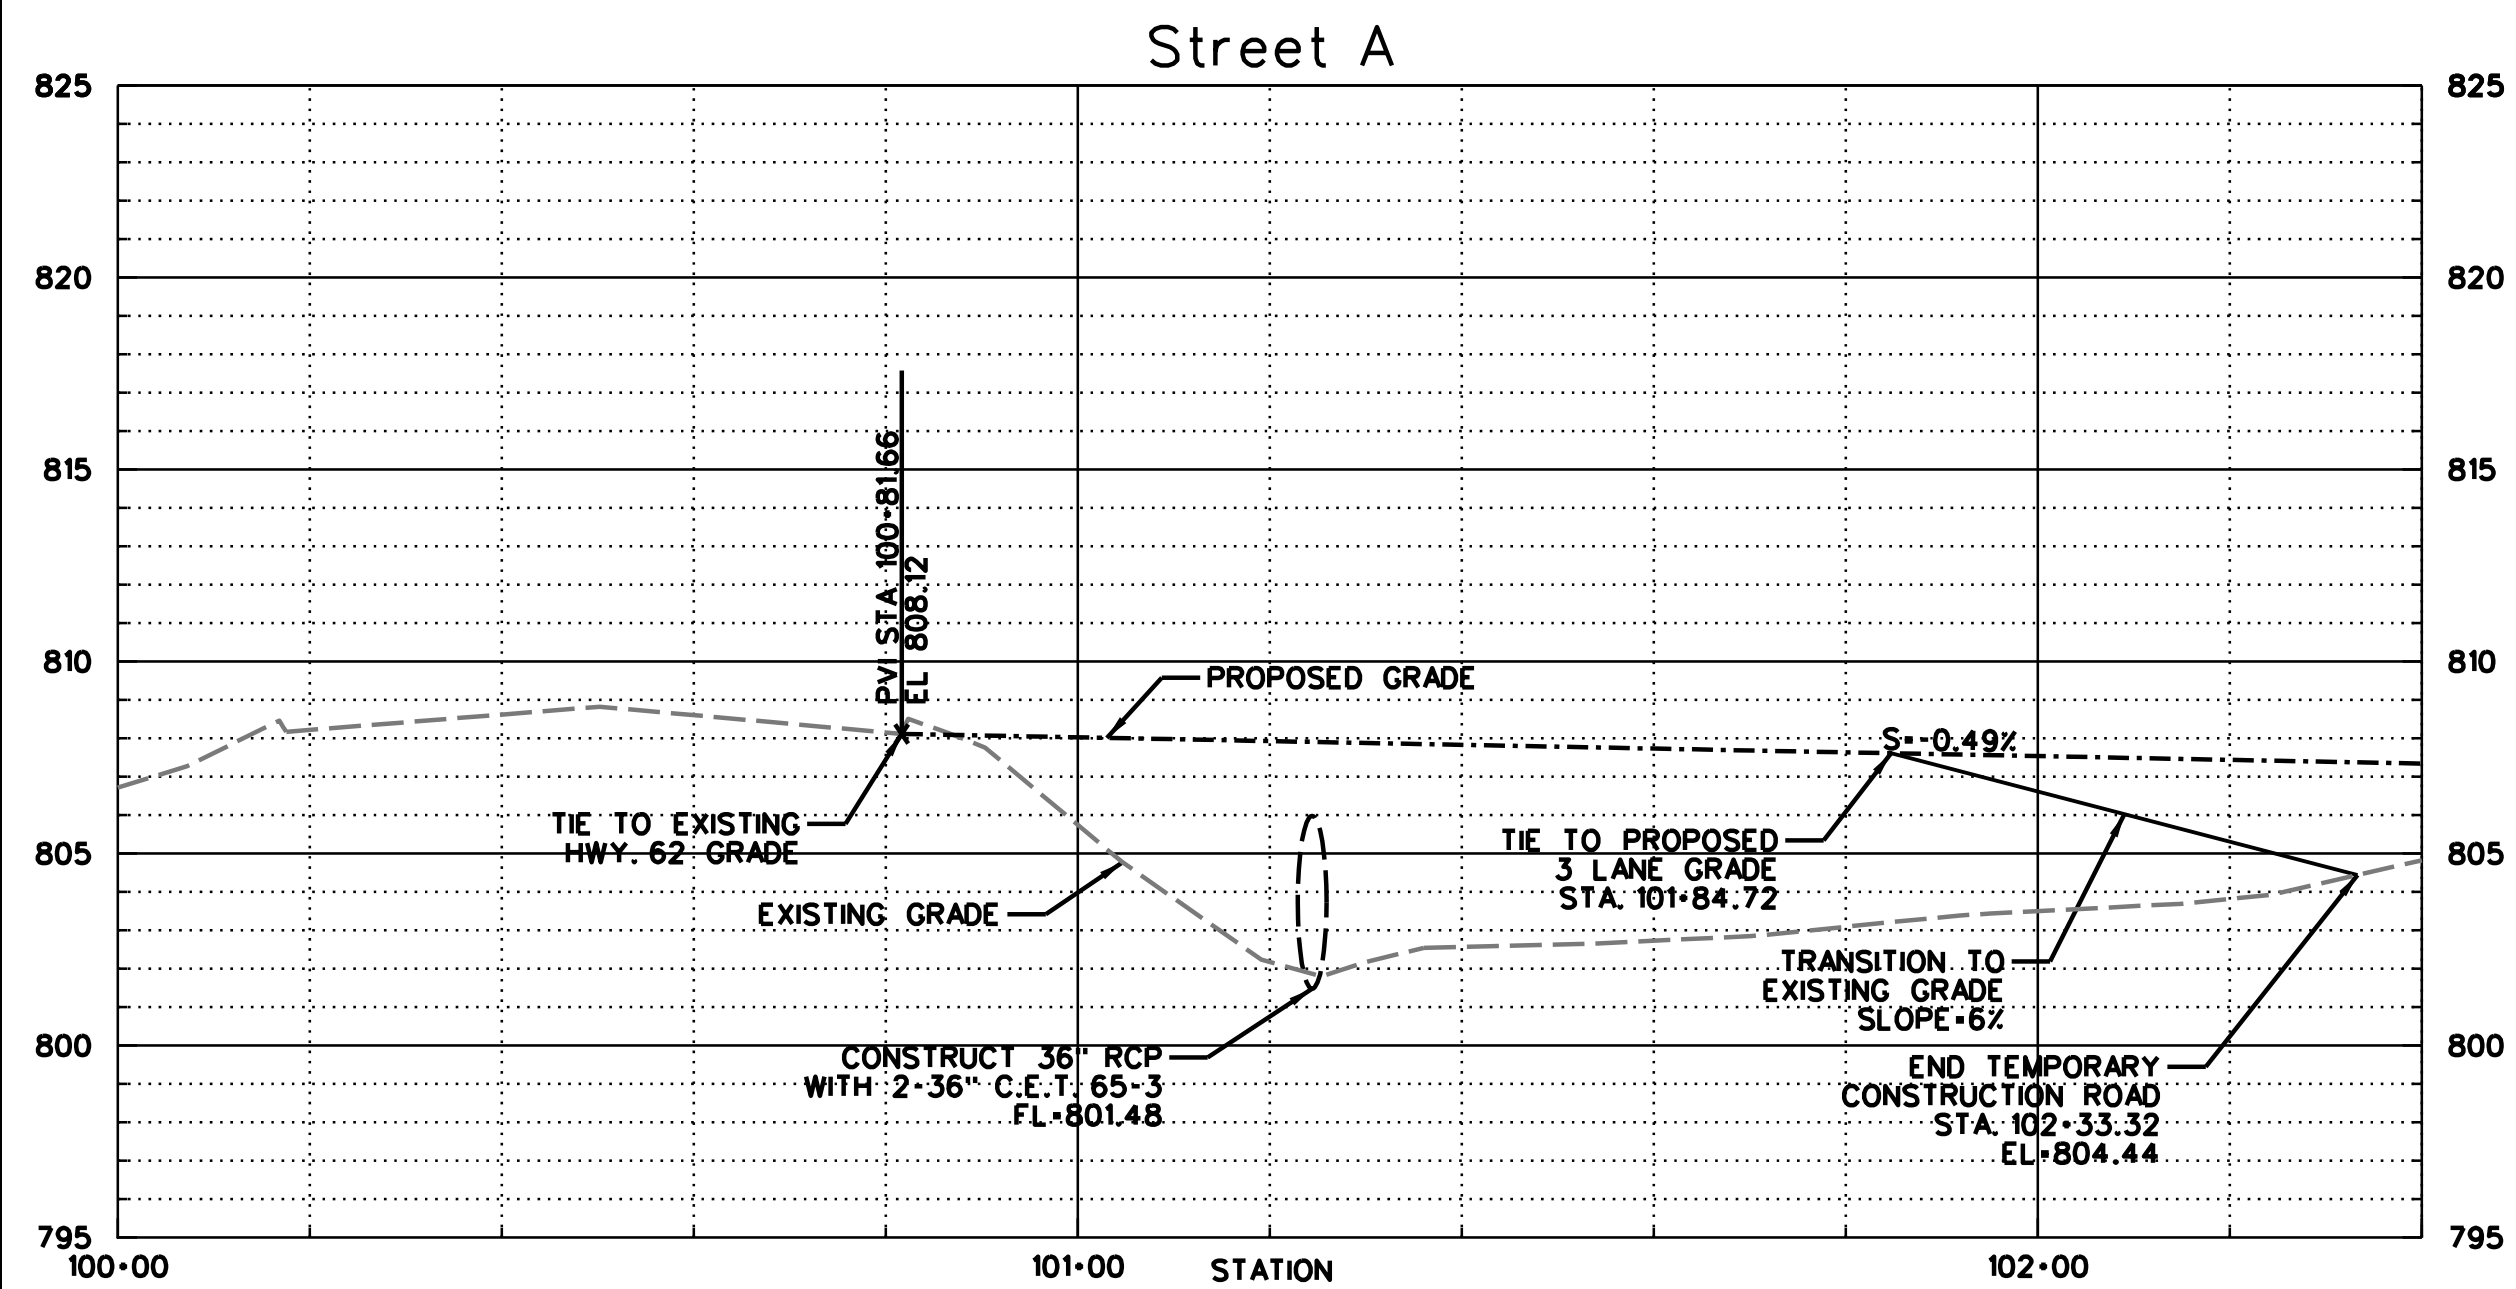 Street A
825
825
820
820
815
815
810
810
805
805
800
800
795
795
PVI STA 100+81.66
EL 808.12
PROPOSED GRADE
S=-0.49%
TIE TO EXISTING
HWY. 62 GRADE
EXISTING GRADE
TIE TO PROPOSED
3 LANE GRADE
STA. 101+84.72
TRANSITION TO
EXISTING GRADE
SLOPE=6%
CONSTRUCT 36" RCP
WITH 2-36" C.E.T. 65-3
FL=801.48
END TEMPORARY
CONSTRUCTION ROAD
STA. 102+33.32
EL=804.44
100+00
101+00
STATION
102+00